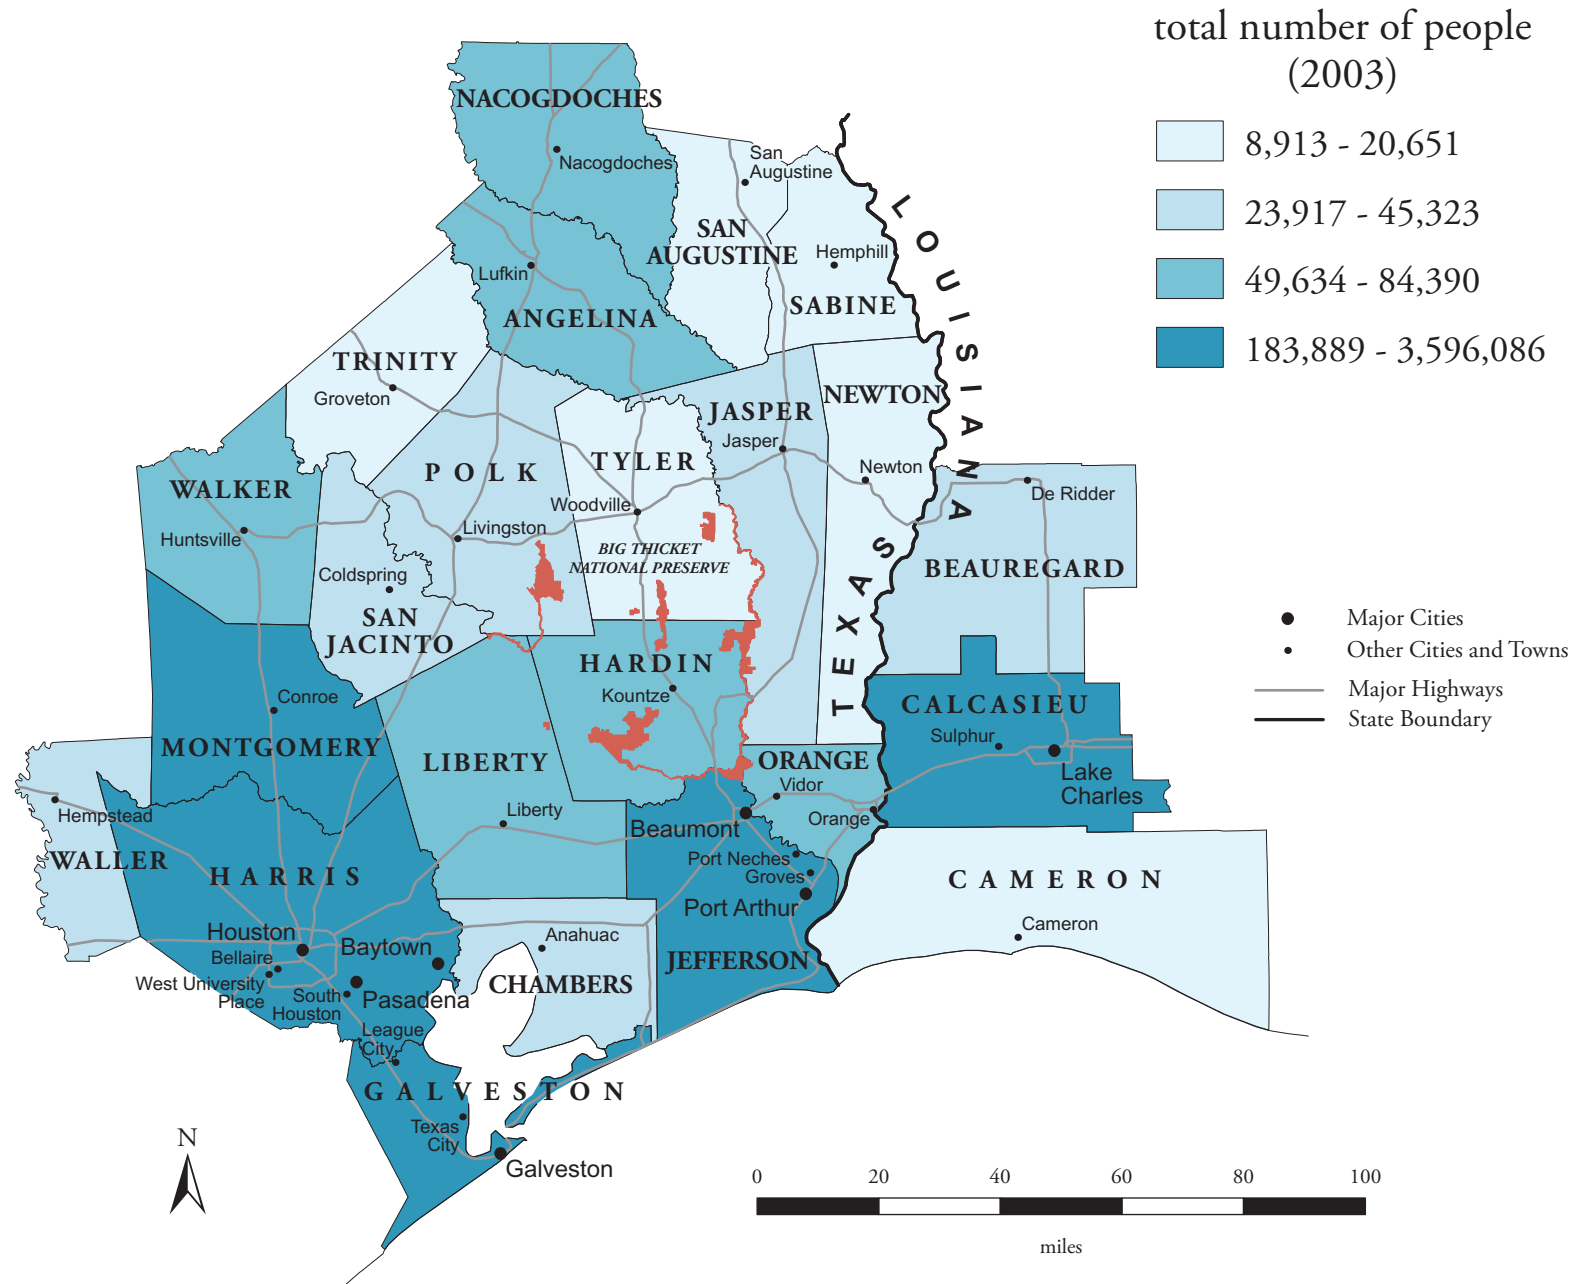 total number of people
(2003)
8,913 - 20,651
23,917 - 45,323
49,634 - 84,390
183,889 - 3,596,086
NACOGDOCHES
Nacogdoches
San
Augustine
SAN
AUGUSTINE
Hemphill
SABINE
LOUISIANA
Lufkin
ANGELINA
TRINITY
Groveton
JASPER
Jasper
NEWTON
Newton
POLK
Livingston
TYLER
Woodville
BIG THICKET
NATIONAL PRESERVE
WALKER
Huntsville
Coldspring
SAN
JACINTO
De Ridder
BEAUREGARD
TEXAS
HARDIN
Kountze
Conroe
MONTGOMERY
LIBERTY
Liberty
ORANGE
Vidor
Orange
CALCASIEU
Sulphur
Lake
Charles
Hempstead
WALLER
HARRIS
Beaumont
Port Neches
Groves
Port Arthur
JEFFERSON
CAMERON
Cameron
Houston
Bellaire
West University
Place
Baytown
South
Houston
Pasadena
Anahuac
CHAMBERS
League
City
GALVESTON
Texas
City
Galveston
Major Cities
Other Cities and Towns
Major Highways
State Boundary
N
0 20 40 60 80 100
miles